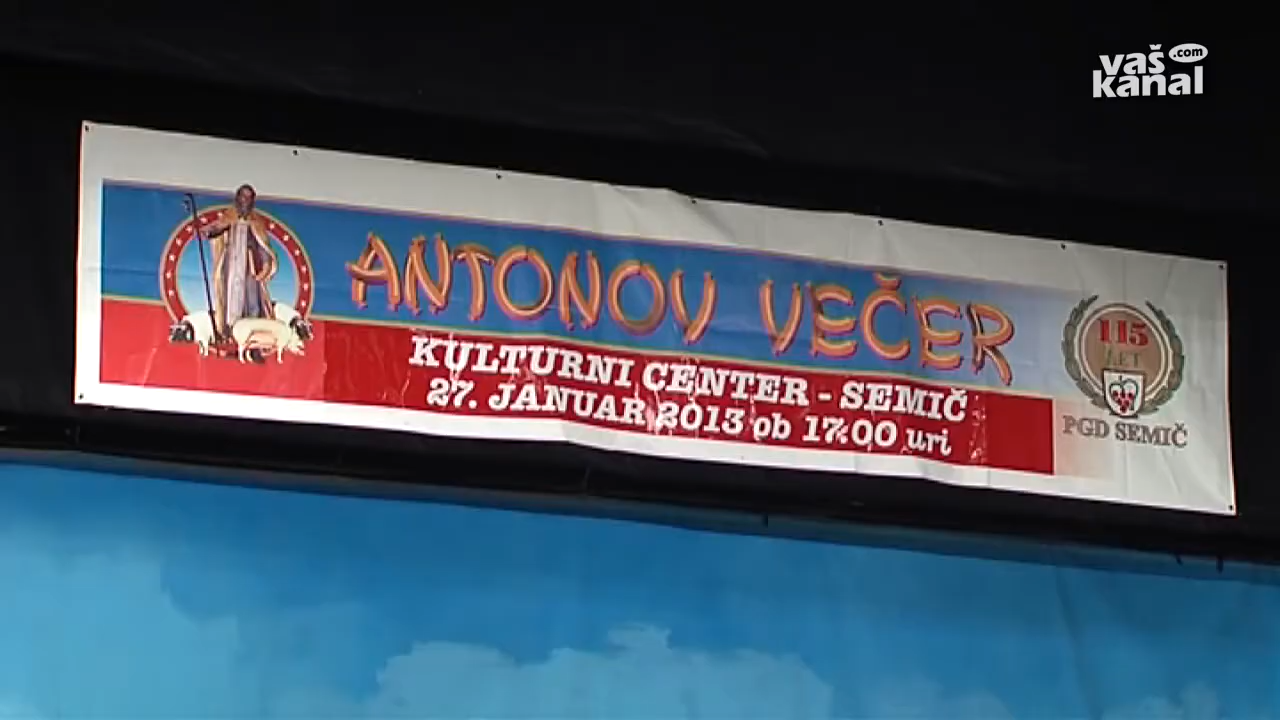 vaš .com
kanal
ANTONOV VEČER
KULTURNI CENTER - SEMIČ
27. JANUAR 2013 ob 17.00 uri
115
LET
PGD SEMIČ